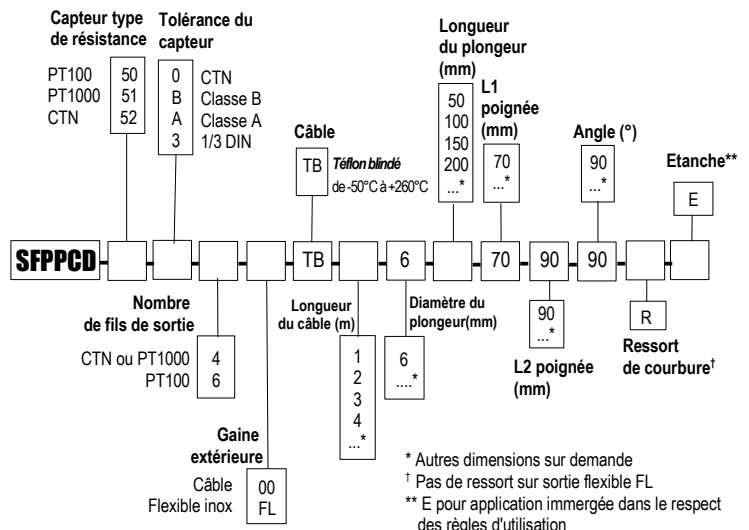 Capteur type
de résistance
PT100 50
PT1000 51
CTN 52
Tolérance du
capteur
0 CTN
B Classe B
A Classe A
3 1/3 DIN
Câble
TB Téflon blindé
de -50°C à +260°C
Longueur
du plongeur
(mm)
50
100
150
200
...*
L1
poignée
(mm)
70
...*
Angle (°)
90
...*
Etanche**
E
SFPPCD - - - - - TB - - 6 - - 70 - 90 - 90 - -
Nombre
de fils de sortie
CTN ou PT1000 4
PT100 6
Gaine
extérieure
Câble 00
Flexible inox FL
Longueur
du câble (m)
1
2
3
4
...*
Diamètre du
plongeur(mm)
6
....*
90
...*
L2 poignée
(mm)
R
Ressort
de courbure†
* Autres dimensions sur demande
† Pas de ressort sur sortie flexible FL
** E pour application immergée dans le respect
des règles d'utilisation